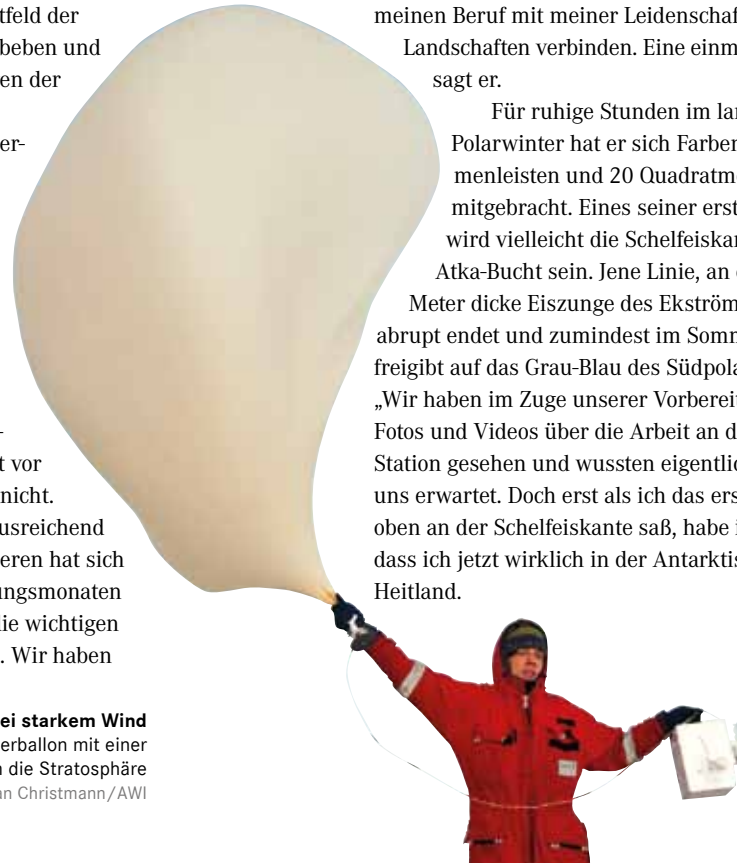 tfeld der
beben und
en der
er-
-
t vor
nicht.
usreichend
eren hat sich
ungsmonaten
die wichtigen
. Wir haben
ei starkem Wind
erballon mit einer
n die Stratosphäre
an Christmann/AWI
meinen Beruf mit meiner Leidenschaf
Landschaften verbinden. Eine einm
sagt er.
Für ruhige Stunden im lan
Polarwinter hat er sich Farben
menleisten und 20 Quadratme
mitgebracht. Eines seiner erst
wird vielleicht die Schelfeiskan
Atka-Bucht sein. Jene Linie, an
Meter dicke Eiszunge des Ekström
abrupt endet und zumindest im Somm
freigibt auf das Grau-Blau des Südpola
„Wir haben im Zuge unserer Vorbereit
Fotos und Videos über die Arbeit an d
Station gesehen und wussten eigentlic
uns erwartet. Doch erst als ich das ers
oben an der Schelfeiskante saß, habe i
dass ich jetzt wirklich in der Antarktis
Heitland.